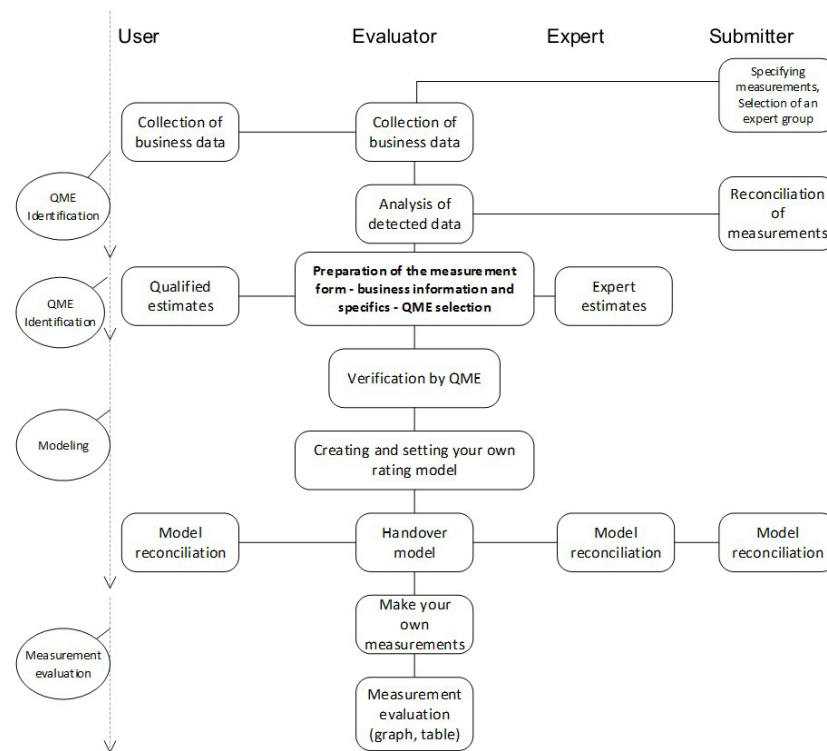 User Evaluator Expert Submitter
Specifying
measurements,
Selection of an
expert group
Collection of
business data
Collection of
business data
QME
Identification
Analysis of
detected data
Reconciliation
of
measurements
QME
Identification
Qualified
estimates
Preparation of the measurement
form - business information and
specifics - QME selection
Expert
estimates
Verification by QME
Modeling
Creating and setting your own
rating model
Model
reconciliation
Handover
model
Model
reconciliation
Model
reconciliation
Make your
own
measurements
Measurement
evaluation
Measurement
evaluation
(graph, table)